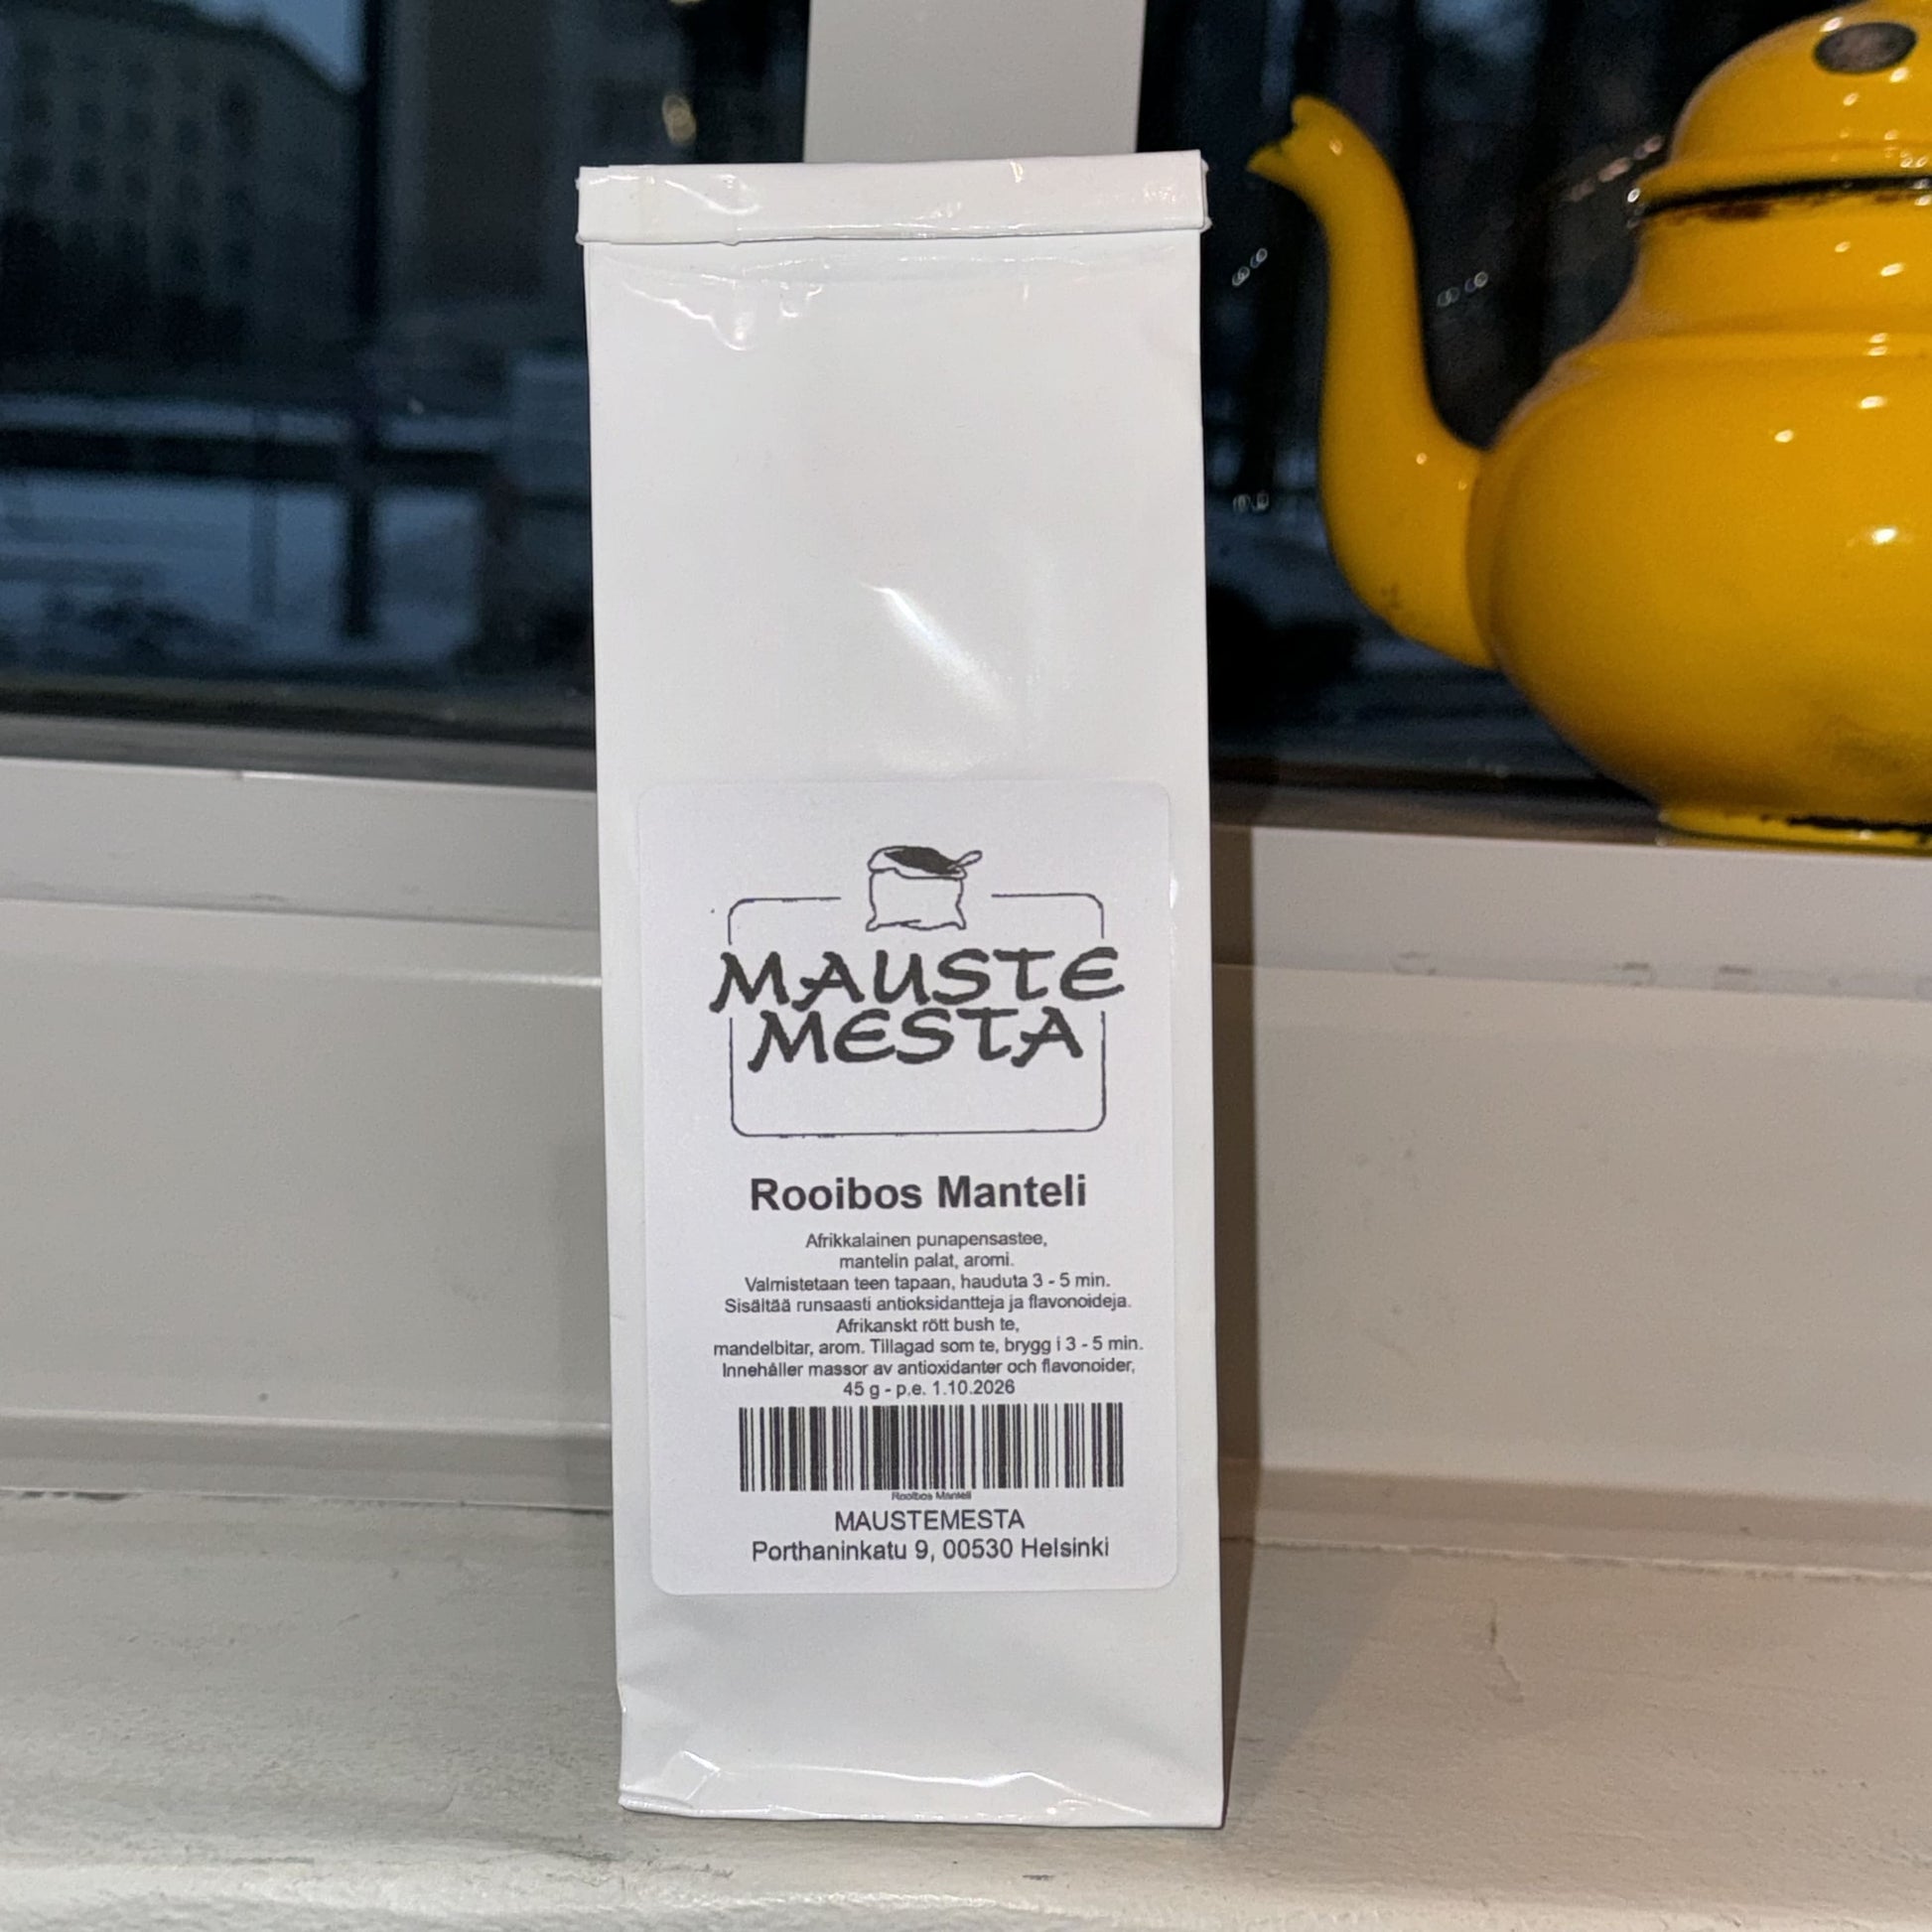 MAUSTE
MESTA
Rooibos Manteli
Afrikkalainen punapensastee,
mantelin palat, aromi.
Valmistetaan teen tapaan, hauduta 3 - 5 min.
Sisältää runsaasti antioksidantteja ja flavonoideja.
Afrikanskt rött bush te,
mandelbitar, arom. Tillagad som te, brygg i 3 - 5 min.
Innehåller massor av antioxidanter och flavonoider,
45 g - p.e. 1.10.2026
Rooibos Manteli
MAUSTEMESTA
Porthaninkatu 9, 00530 Helsinki